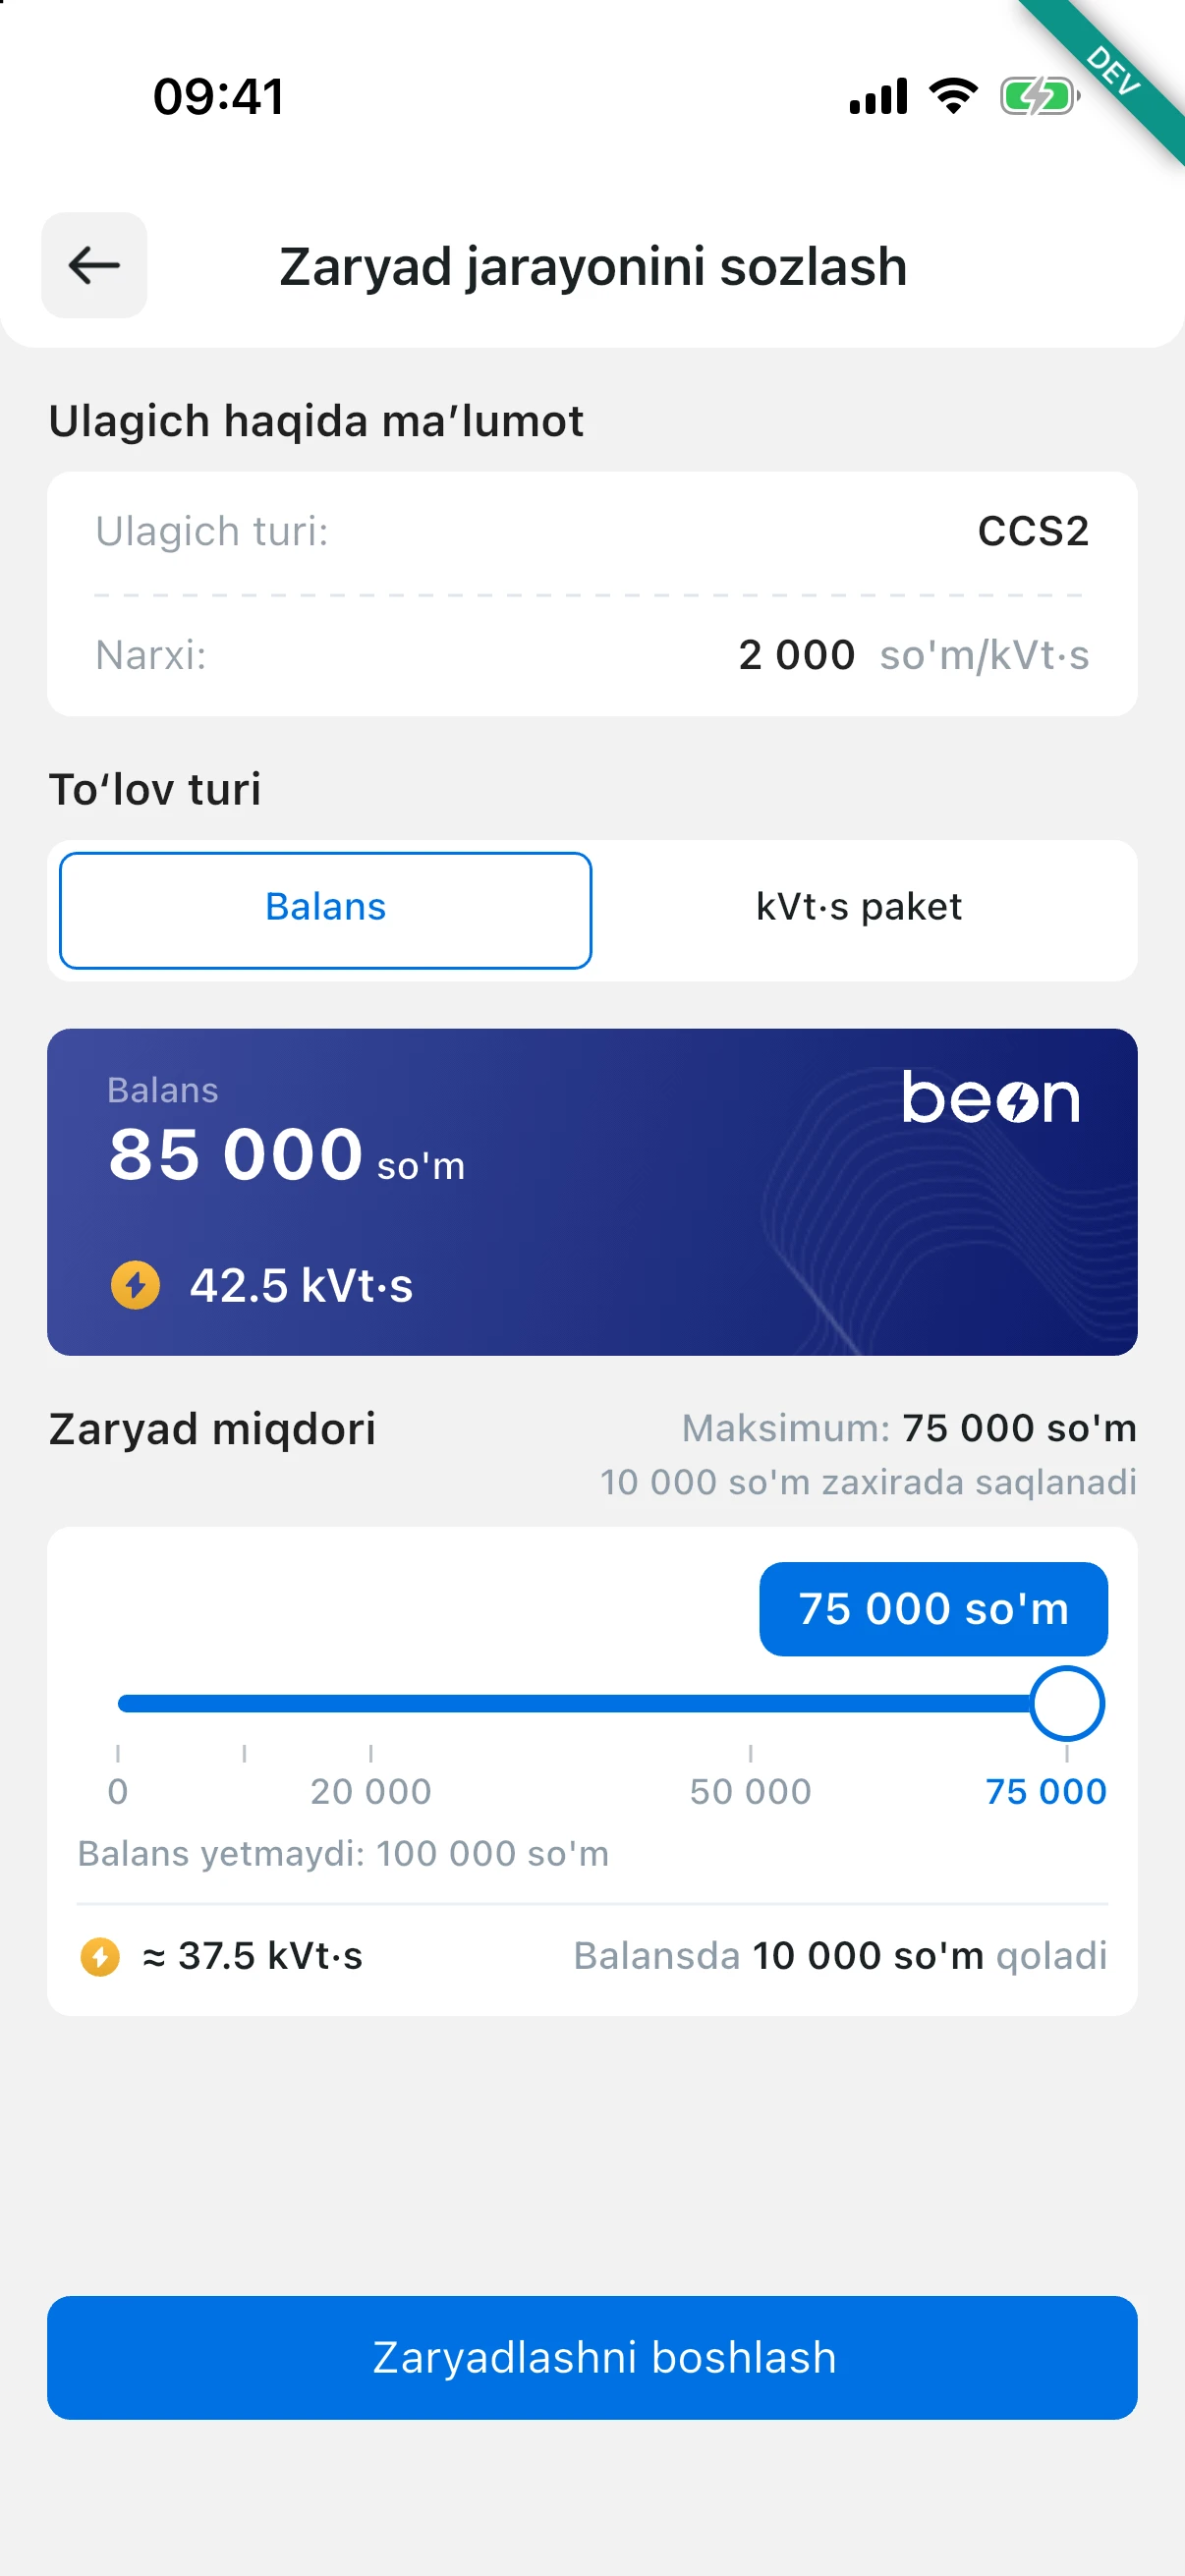 09:41
DEV
Zaryad jarayonini sozlash
Ulagich haqida ma’lumot
Ulagich turi: CCS2
Narxi: 2 000 so'm/kVt·s
To‘lov turi
Balans kVt·s paket
Balans
beon
85 000 so'm
42.5 kVt·s
Zaryad miqdori Maksimum: 75 000 so'm
10 000 so'm zaxirada saqlanadi
75 000 so'm
0 20 000 50 000 75 000
Balans yetmaydi: 100 000 so'm
≈ 37.5 kVt·s Balansda 10 000 so'm qoladi
Zaryadlashni boshlash